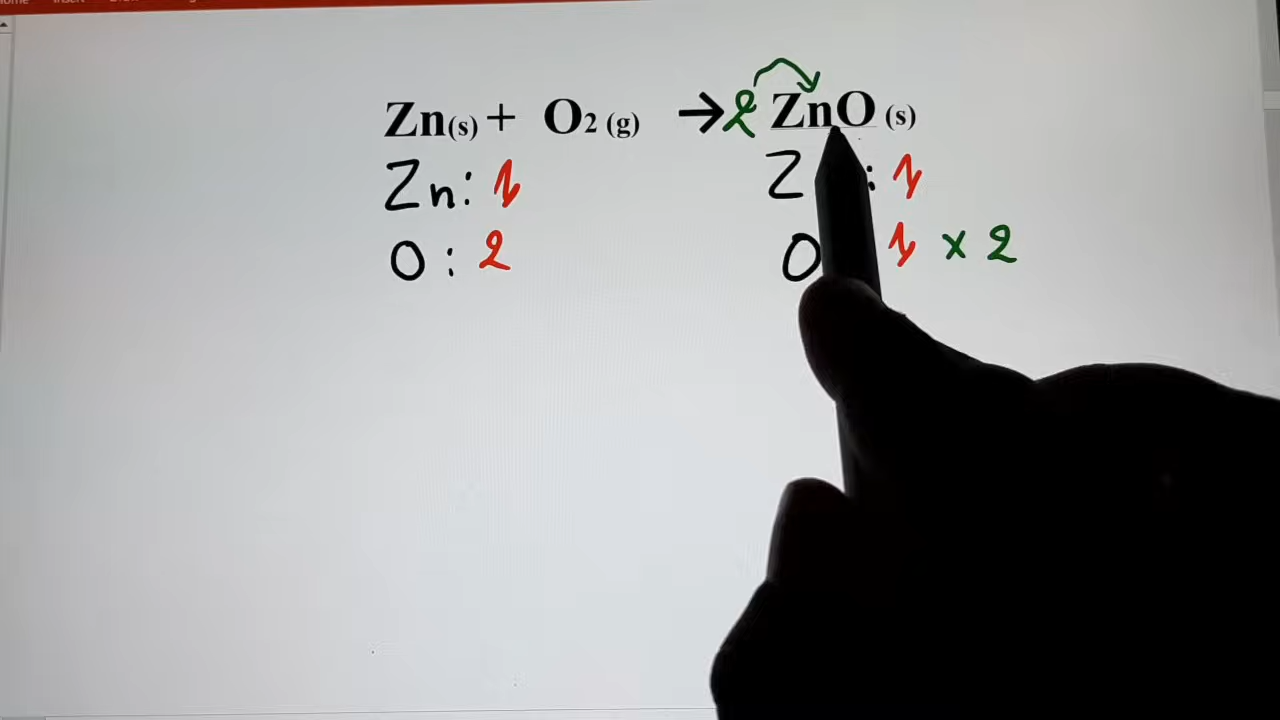 Zn(s) + O2 (g) → 2 ZnO (s)
Zn: 1 Z : 1
O: 2 O 1 x 2